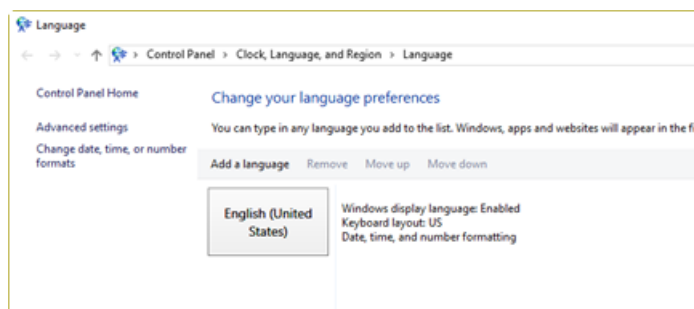 Language
Control Panel > Clock, Language, and Region > Language
Control Panel Home
Advanced settings
Change date, time, or number
formats
Change your language preferences
You can type in any language you add to the list. Windows, apps and websites will appear in the
Add a language Remove Move up Move down
English (United
States)
Windows display language: Enabled
Keyboard layout: US
Date, time, and number formatting